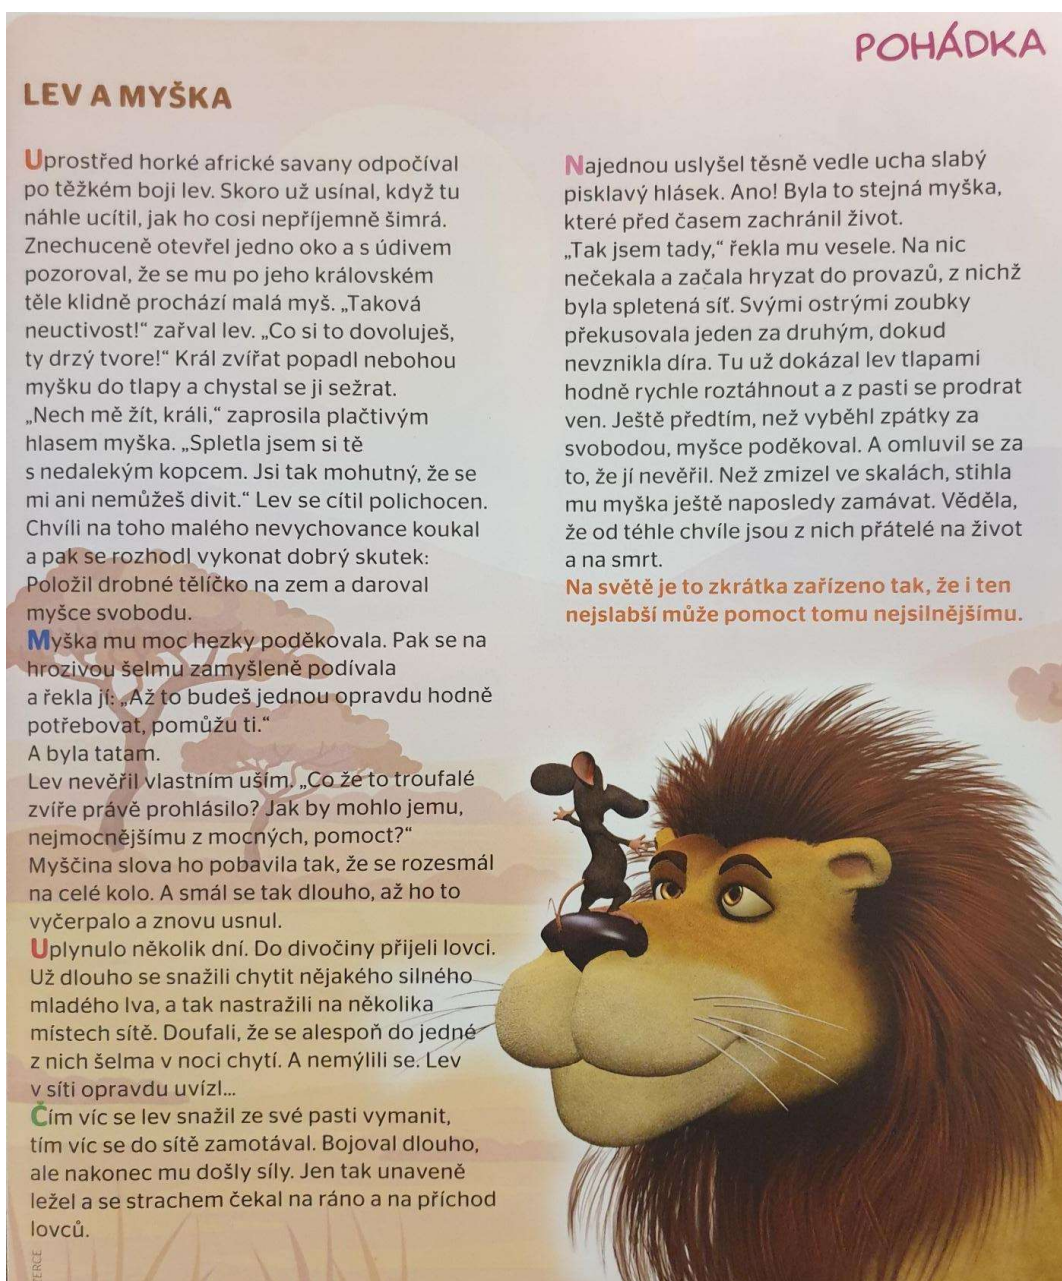 POHÁDKA
LEV A MYŠKA
Uprostřed horké africké savany odpočíval
po těžkém boji lev. Skoro už usínal, když tu
náhle ucítil, jak ho cosi nepříjemně šimrá.
Znechuceně otevřel jedno oko a s údivem
pozoroval, že se mu po jeho královském
těle klidně prochází malá myš. „Taková
neuctivost!“ zařval lev. „Co si to dovoluješ,
ty drzý tvore!“ Král zvířat popadl nebohou
myšku do tlapy a chystal se ji sežrat.
„Nech mě žít, králi,“ zaprosila plačtivým
hlasem myška. „Spletla jsem si tě
s nedalekým kopcem. Jsi tak mohutný, že se
mi ani nemůžeš divit.“ Lev se cítil polichocen.
Chvíli na toho malého nevychovance koukal
a pak se rozhodl vykonat dobrý skutek:
Položil drobné tělíčko na zem a daroval
myšce svobodu.
Myška mu moc hezky poděkovala. Pak se na
hrozivou šelmu zamyšleně podívala
a řekla jí: „Až to budeš jednou opravdu hodně
potřebovat, pomůžu ti.“
A byla tatam.
Lev nevěřil vlastním uším. „Co že to troufalé
zvíře právě prohlásilo? Jak by mohlo jemu,
nejmocnějšímu z mocných, pomoct?“
Myščina slova ho pobavila tak, že se rozesmál
na celé kolo. A smál se tak dlouho, až ho to
vyčerpalo a znovu usnul.
Uplynulo několik dní. Do divočiny přijeli lovci.
Už dlouho se snažili chytit nějakého silného
mladého lva, a tak nastražili na několika
místech sítě. Doufali, že se alespoň do jedné
z nich šelma v noci chytí. A nemýlili se. Lev
v síti opravdu uvízl...
Čím víc se lev snažil ze své pasti vymanit,
tím víc se do sítě zamotával. Bojoval dlouho,
ale nakonec mu došly síly. Jen tak unaveně
ležel a se strachem čekal na ráno a na příchod
lovců.
Najednou uslyšel těsně vedle ucha slabý
pisklavý hlásek. Ano! Byla to stejná myška,
které před časem zachránil život.
„Tak jsem tady,“ řekla mu vesele. Na nic
nečekala a začala hryzat do provazů, z nichž
byla spletená síť. Svými ostrými zoubky
překusovala jeden za druhým, dokud
nevznikla díra. Tu už dokázal lev tlapami
hodně rychle roztáhnout a z pasti se prodrat
ven. Ještě předtím, než vyběhl zpátky za
svobodou, myšce poděkoval. A omluvil se za
to, že jí nevěřil. Než zmizel ve skalách, stihla
mu myška ještě naposledy zamávat. Věděla,
že od téhle chvíle jsou z nich přátelé na život
a na smrt.
Na světě je to zkrátka zařízeno tak, že i ten
nejslabší může pomoct tomu nejsilnějšímu.